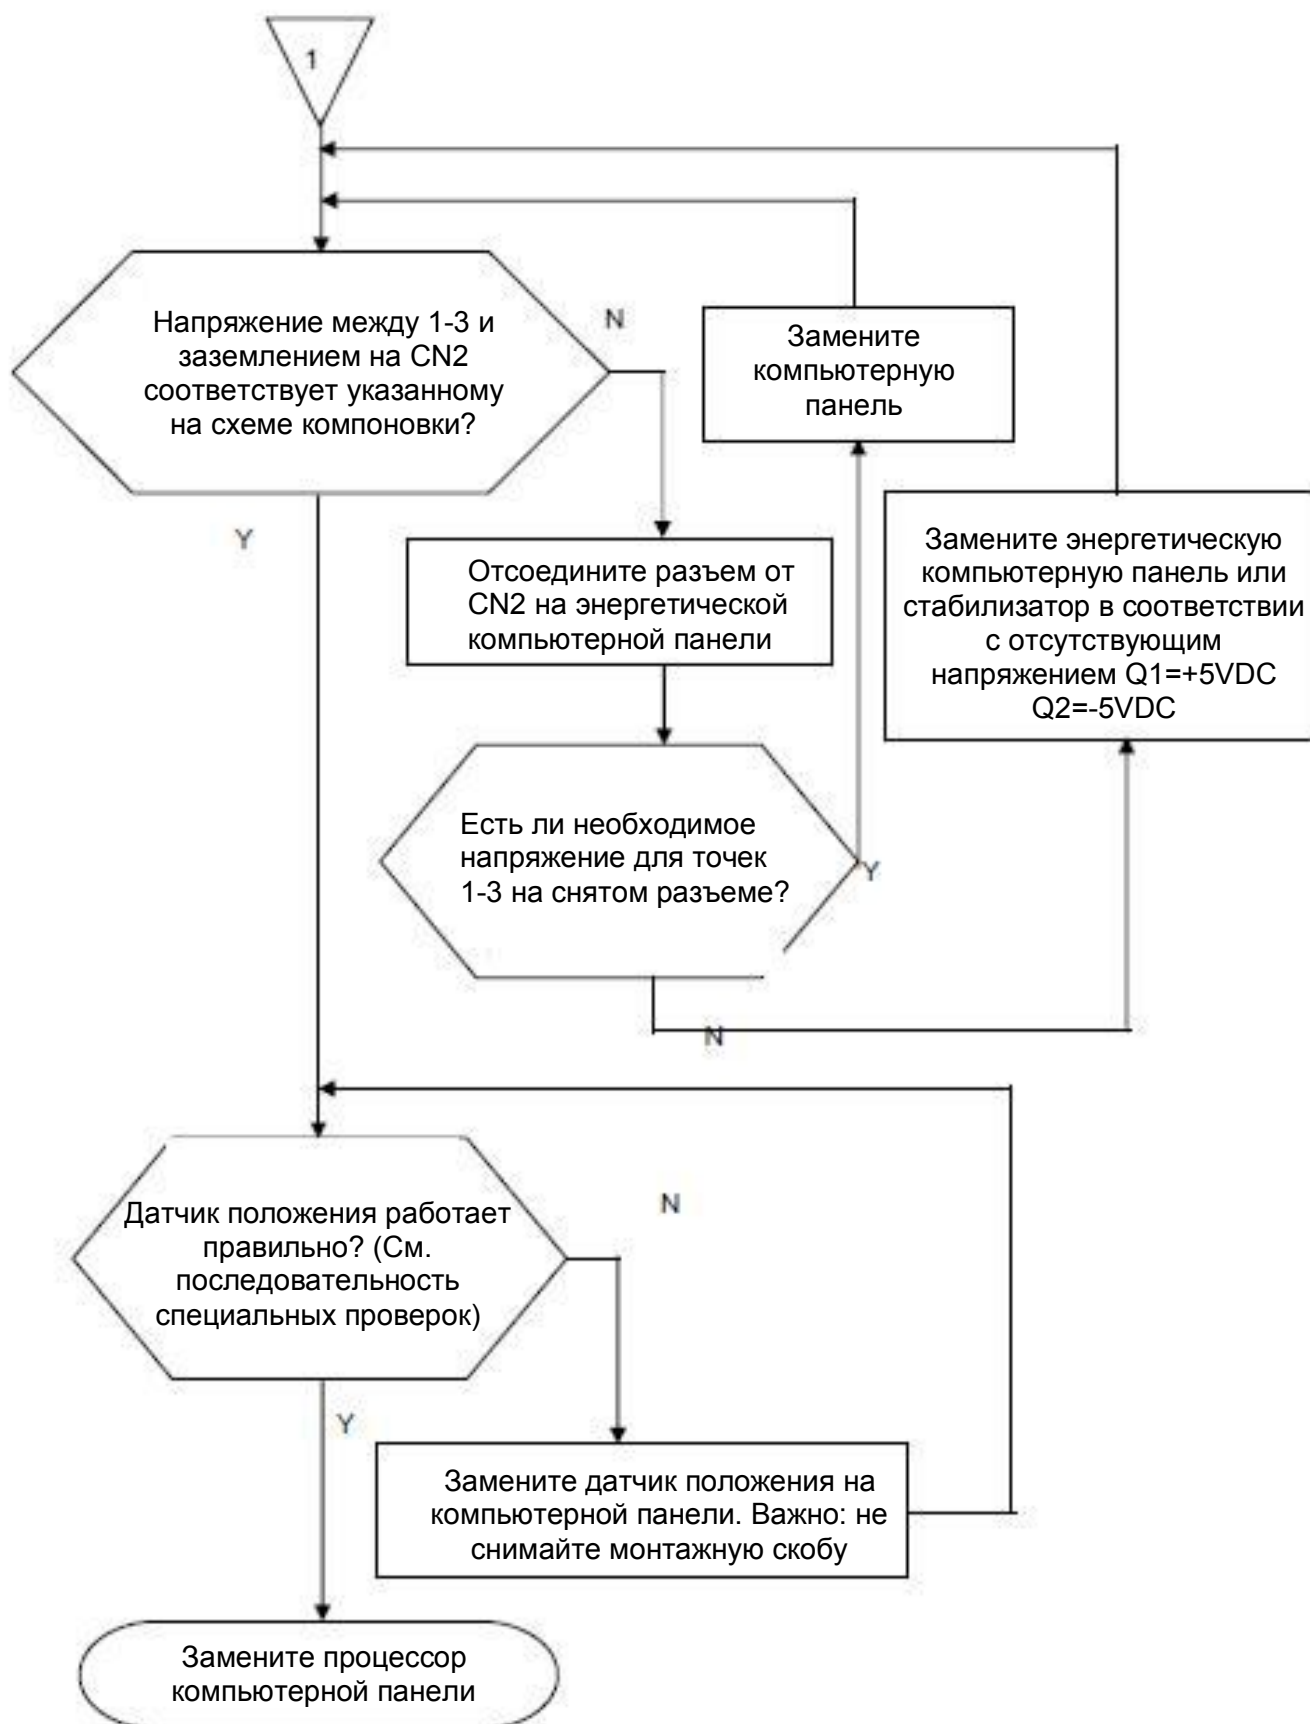 1
Напряжение между 1-3 и
заземлением на CN2
соответствует указанному
на схеме компоновки?
N
Замените
компьютерную
панель
Y
Отсоедините разъем от
CN2 на энергетической
компьютерной панели
Замените энергетическую
компьютерную панель или
стабилизатор в соответствии
с отсутствующим
напряжением Q1=+5VDC
Q2=-5VDC
Есть ли необходимое
напряжение для точек
1-3 на снятом разъеме?
Y
N
Датчик положения работает
правильно? (См.
последовательность
специальных проверок)
N
Y
Замените датчик положения на
компьютерной панели. Важно: не
снимайте монтажную скобу
Замените процессор
компьютерной панели